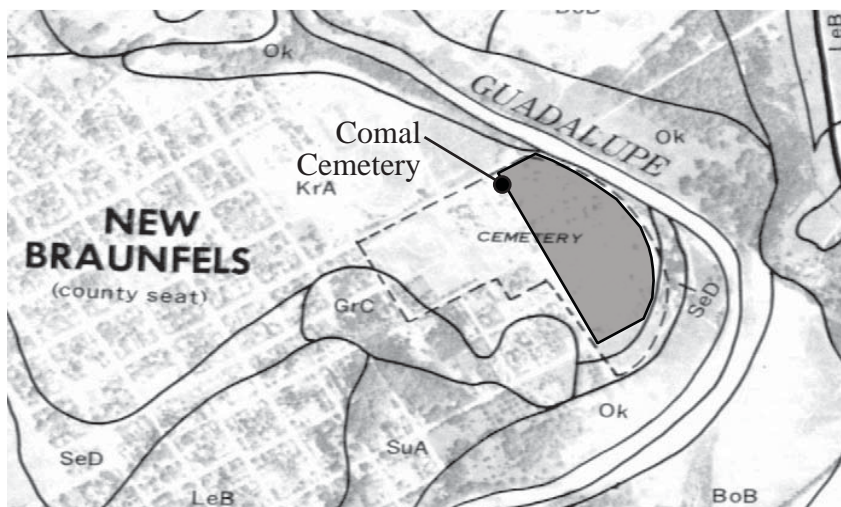 BoB
LeB
Ok
GUADALUPE
Ok
Comal
Cemetery
KrA
CEMETERY
NEW
BRAUNFELS
(county seat)
GrC
SeD
Ok
SuA
SeD
LeB
BoB